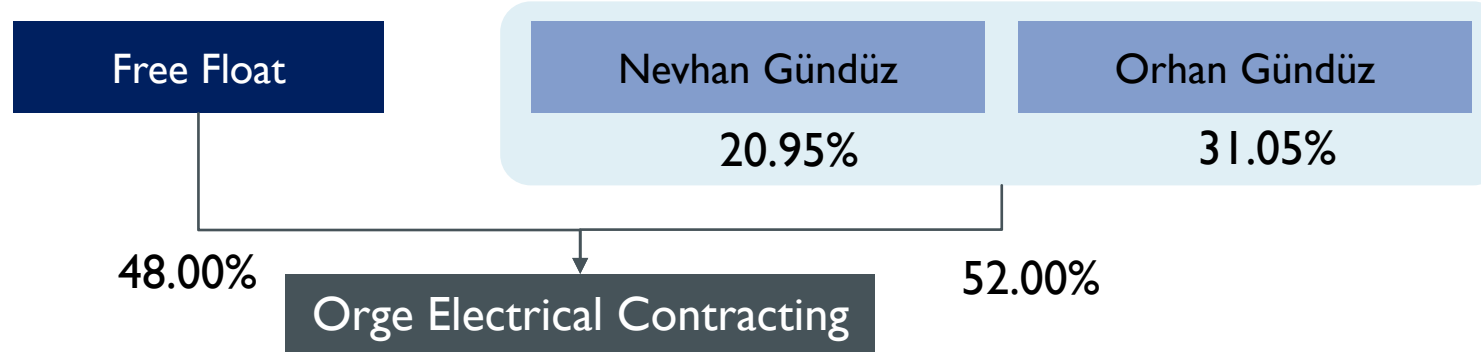 Free Float
Nevhan Gündüz
Orhan Gündüz
20.95%
31.05%
48.00%
52.00%
Orge Electrical Contracting